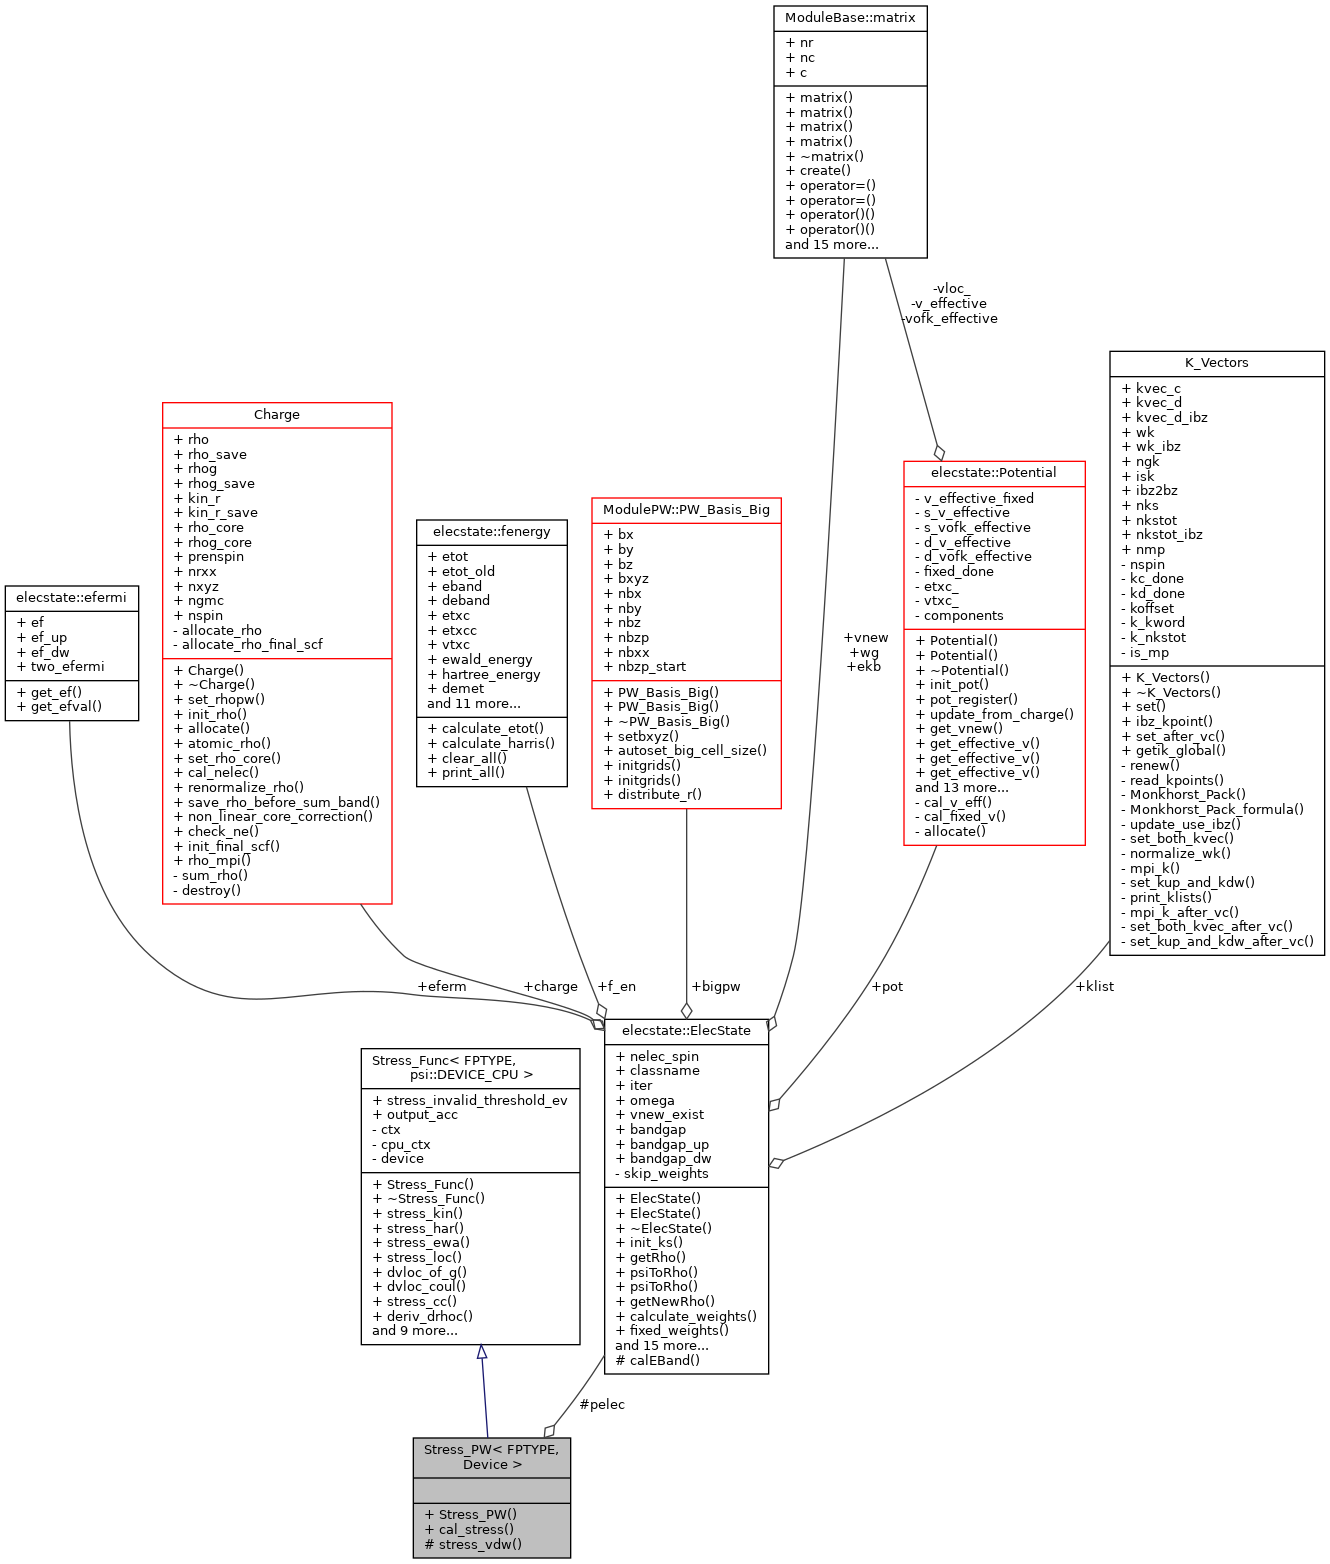 ModuleBase::matrix
+ nr
+ nc
+ c
+ matrix()
+ matrix()
+ matrix()
+ matrix()
+ ~matrix()
+ create()
+ operator=()
+ operator=()
+ operator()()
+ operator()()
and 15 more...
-vloc_
-v_effective
-vofk_effective
K_Vectors
+ kvec_c
+ kvec_d
+ kvec_d_ibz
+ wk
+ wk_ibz
+ ngk
+ isk
+ ibz2bz
+ nks
+ nkstot
+ nkstot_ibz
+ nmp
- nspin
- kc_done
- kd_done
- koffset
- k_kword
- k_nkstot
- is_mp
+ K_Vectors()
+ ~K_Vectors()
+ set()
+ ibz_kpoint()
+ set_after_vc()
+ getik_global()
- renew()
- read_kpoints()
- Monkhorst_Pack()
- Monkhorst_Pack_formula()
- update_use_ibz()
- set_both_kvec()
- normalize_wk()
- mpi_k()
- set_kup_and_kdw()
- print_klists()
- mpi_k_after_vc()
- set_both_kvec_after_vc()
- set_kup_and_kdw_after_vc()
Charge
+ rho
+ rho_save
+ rhog
+ rhog_save
+ kin_r
+ kin_r_save
+ rho_core
+ rhog_core
+ prenspin
+ nrxx
+ nxyz
+ ngmc
+ nspin
- allocate_rho
- allocate_rho_final_scf
+ Charge()
+ ~Charge()
+ set_rhopw()
+ init_rho()
+ allocate()
+ atomic_rho()
+ set_rho_core()
+ cal_nelec()
+ renormalize_rho()
+ save_rho_before_sum_band()
+ non_linear_core_correction()
+ check_ne()
+ init_final_scf()
+ rho_mpi()
- sum_rho()
- destroy()
elecstate::Potential
- v_effective_fixed
- s_v_effective
- s_vofk_effective
- d_v_effective
- d_vofk_effective
- fixed_done
- etxc_
- vtxc_
- components
+ Potential()
+ Potential()
+ ~Potential()
+ init_pot()
+ pot_register()
+ update_from_charge()
+ get_vnew()
+ get_effective_v()
+ get_effective_v()
+ get_effective_v()
and 13 more...
- cal_v_eff()
- cal_fixed_v()
- allocate()
ModulePW::PW_Basis_Big
+ bx
+ by
+ bz
+ bxyz
+ nbx
+ nby
+ nbz
+ nbzp
+ nbxx
+ nbzp_start
+ PW_Basis_Big()
+ PW_Basis_Big()
+ ~PW_Basis_Big()
+ setbxyz()
+ autoset_big_cell_size()
+ initgrids()
+ initgrids()
+ distribute_r()
elecstate::fenergy
+ etot
+ etot_old
+ eband
+ deband
+ etxc
+ etxcc
+ vtxc
+ ewald_energy
+ hartree_energy
+ demet
and 11 more...
+ calculate_etot()
+ calculate_harris()
+ clear_all()
+ print_all()
elecstate::efermi
+ ef
+ ef_up
+ ef_dw
+ two_efermi
+ get_ef()
+ get_efval()
+vnew
+wg
+ekb
+eferm
+charge
+f_en
+bigpw
+pot
+klist
elecstate::ElecState
+ nelec_spin
+ classname
+ iter
+ omega
+ vnew_exist
+ bandgap
+ bandgap_up
+ bandgap_dw
- skip_weights
+ ElecState()
+ ElecState()
+ ~ElecState()
+ init_ks()
+ getRho()
+ psiToRho()
+ psiToRho()
+ getNewRho()
+ calculate_weights()
+ fixed_weights()
and 15 more...
# calEBand()
Stress_Func< FPTYPE,
psi::DEVICE_CPU >
+ stress_invalid_threshold_ev
+ output_acc
- ctx
- cpu_ctx
- device
+ Stress_Func()
+ ~Stress_Func()
+ stress_kin()
+ stress_har()
+ stress_ewa()
+ stress_loc()
+ dvloc_of_g()
+ dvloc_coul()
+ stress_cc()
+ deriv_drhoc()
and 9 more...
#pelec
Stress_PW< FPTYPE,
Device >
+ Stress_PW()
+ cal_stress()
# stress_vdw()